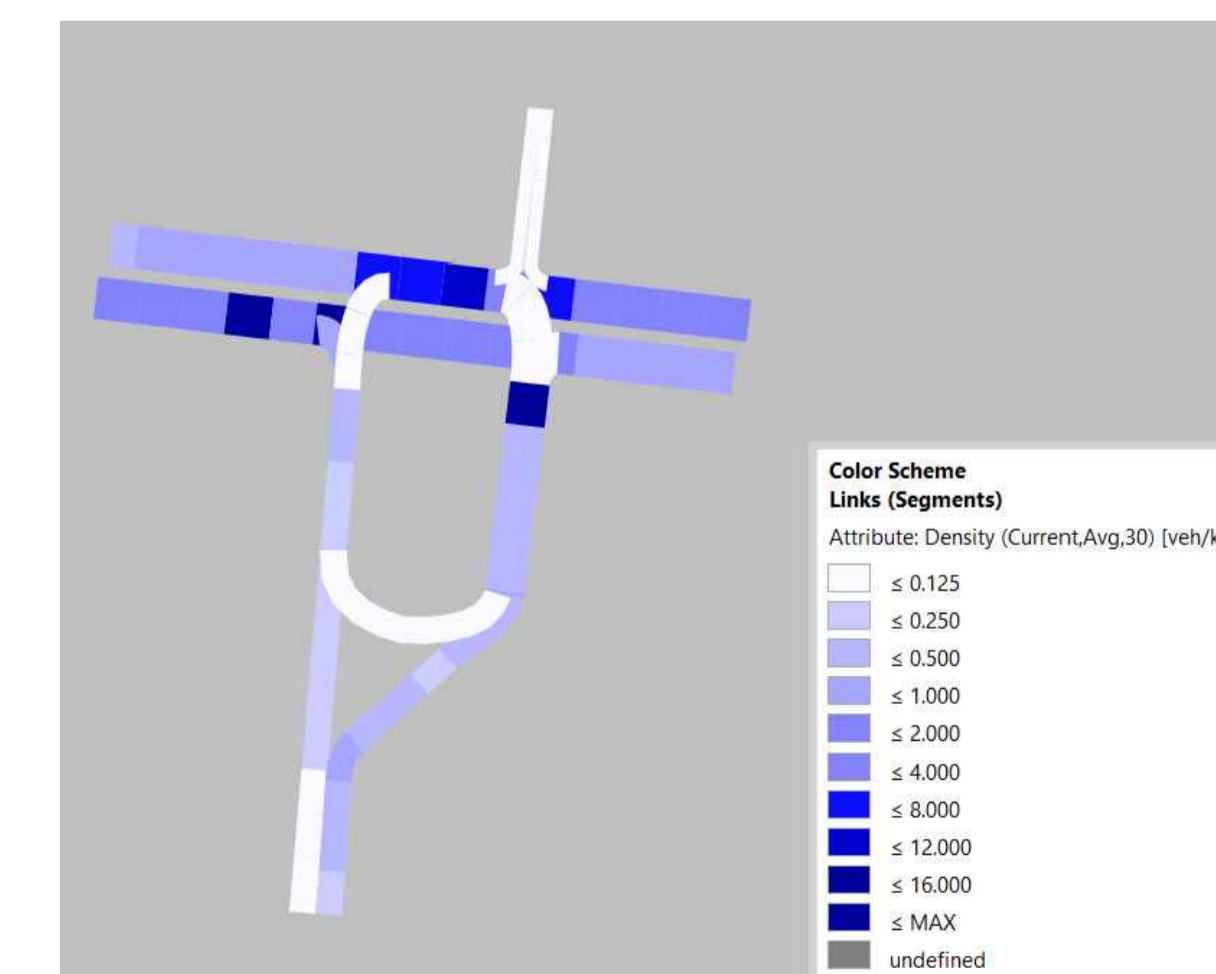 Color Scheme
Links (Segments)
Attribute: Density (Current,Avg,30) [veh/k
≤ 0.125
≤ 0.250
≤ 0.500
≤ 1.000
≤ 2.000
≤ 4.000
≤ 8.000
≤ 12.000
≤ 16.000
≤ MAX
undefined